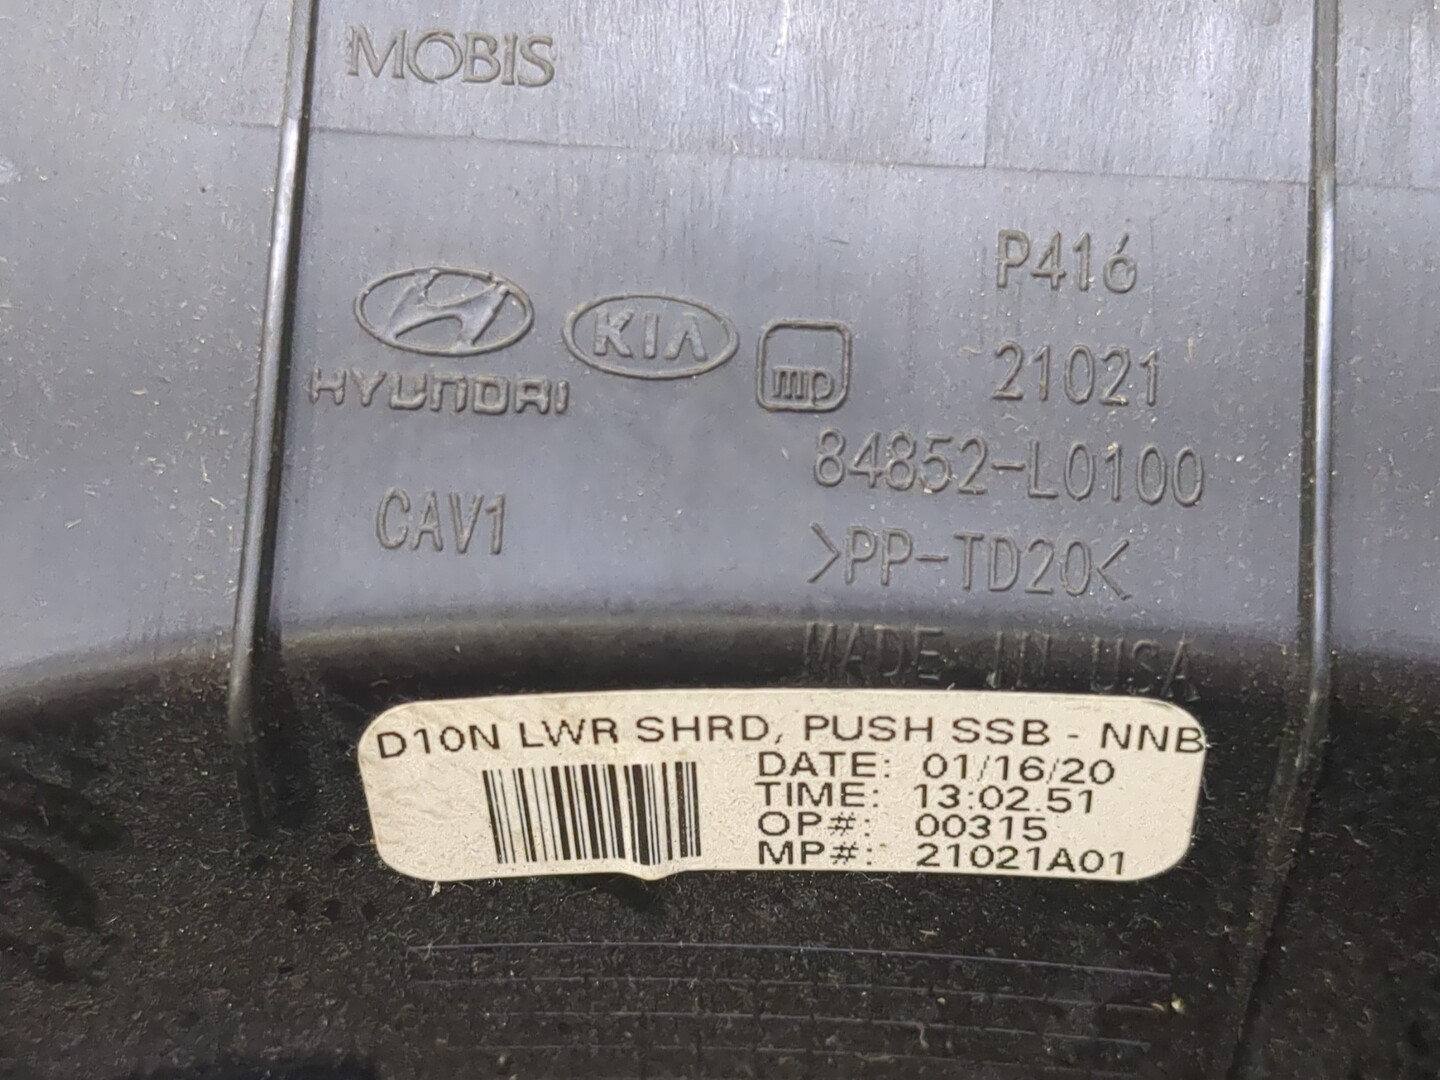 MOBIS
P416
HYUNDAI
KIA
mp
21021
84852-L0100
CAV1
>PP-TD20<
MADE IN USA
D10N LWR SHRD, PUSH SSB - NNB
DATE: 01/16/20
TIME: 13:02:51
OP#: 00315
MP#: 21021A01